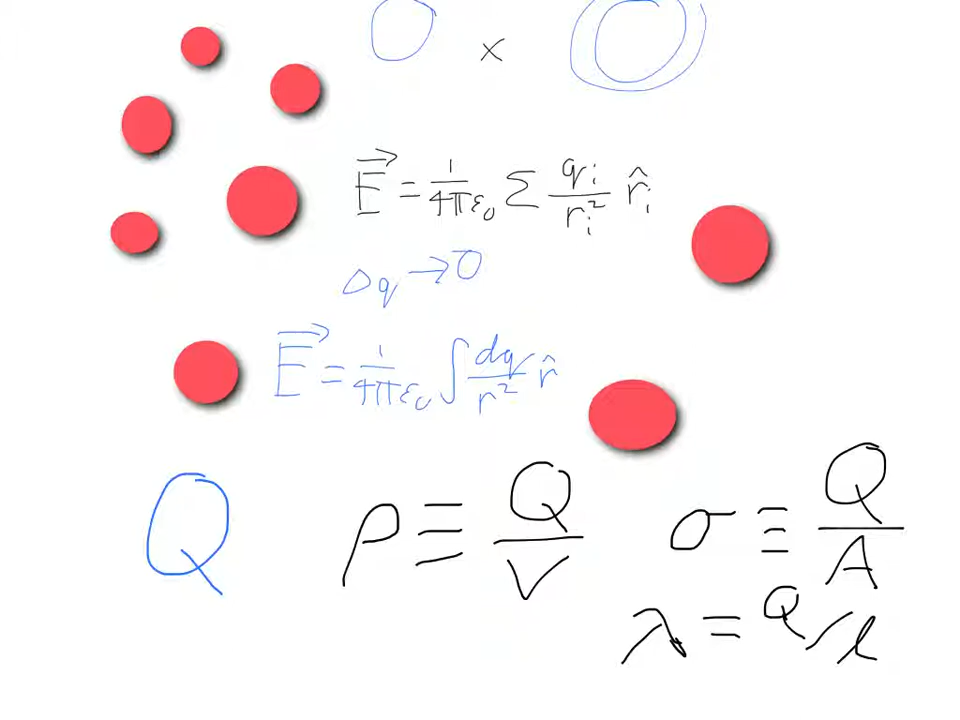 x
E⃗ = 1/4πε₀ Σ qᵢ/rᵢ² r̂ᵢ
Δq → 0
E⃗ = 1/4πε₀ ∫ dq/r² r̂
Q
ρ ≡ Q/V
σ ≡ Q/A
λ = Q/l